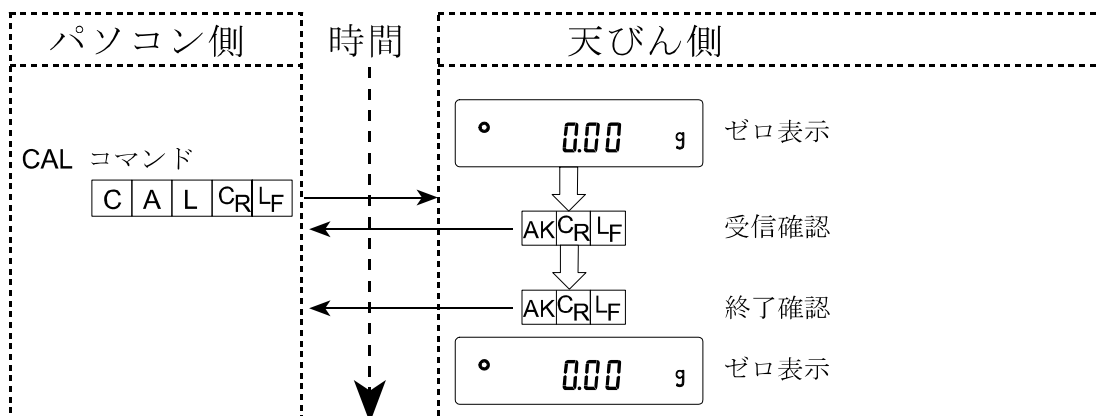 パソコン側 時間 天びん側
0.00 g ゼロ表示
CAL コマンド
C A L CR LF
AK CR LF 受信確認
AK CR LF 終了確認
0.00 g ゼロ表示